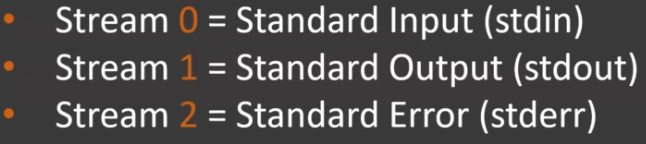 • Stream 0 = Standard Input (stdin)
• Stream 1 = Standard Output (stdout)
• Stream 2 = Standard Error (stderr)